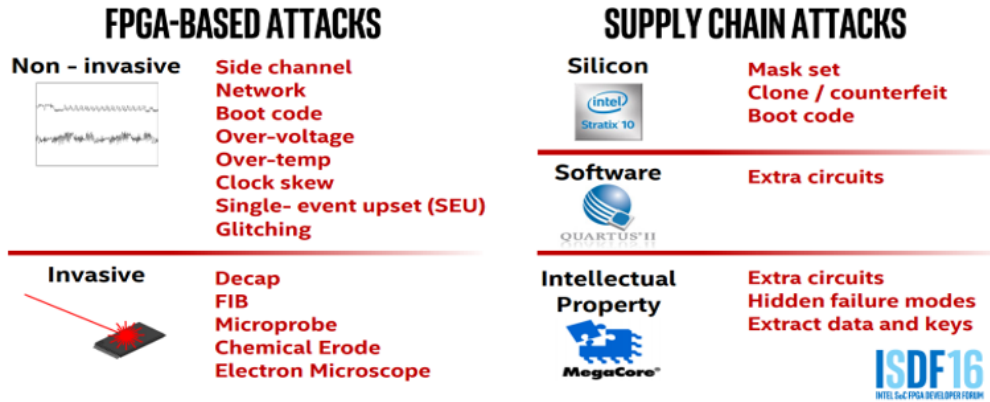 FPGA-BASED ATTACKS
Non - invasive
Side channel
Network
Boot code
Over-voltage
Over-temp
Clock skew
Single- event upset (SEU)
Glitching
Invasive
Decap
FIB
Microprobe
Chemical Erode
Electron Microscope
SUPPLY CHAIN ATTACKS
Silicon
intel
Stratix® 10
Mask set
Clone / counterfeit
Boot code
Software
QUARTUS® II
Extra circuits
Intellectual
Property
MegaCore®
Extra circuits
Hidden failure modes
Extract data and keys
ISDF16
INTEL SoC FPGA DEVELOPER FORUM